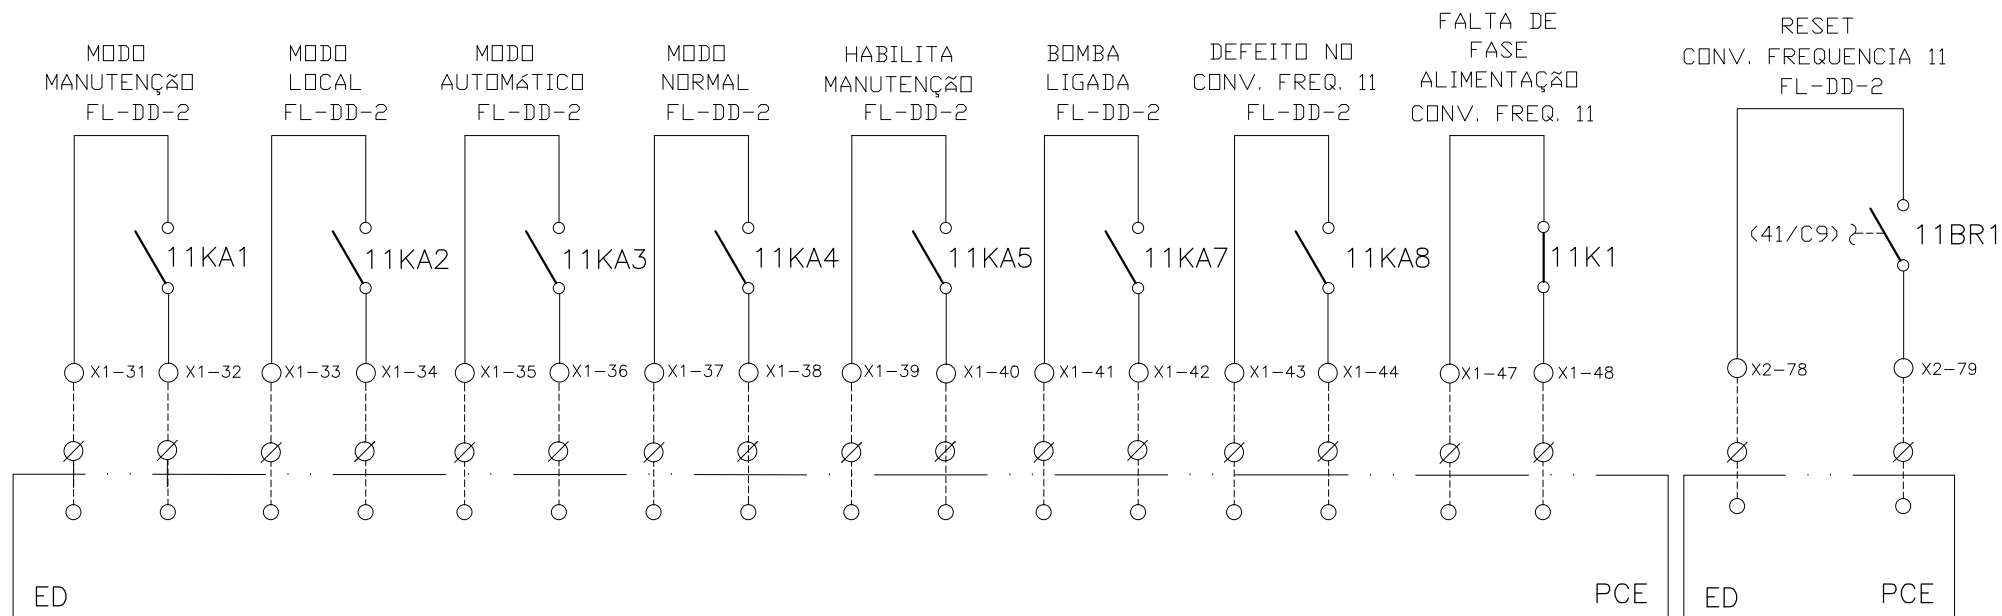 MODO
MANUTENÇÃO
FL-DD-2
MODO
LOCAL
FL-DD-2
MODO
AUTOMÁTICO
FL-DD-2
MODO
NORMAL
FL-DD-2
HABILITA
MANUTENÇÃO
FL-DD-2
BOMBA
LIGADA
FL-DD-2
DEFEITO NO
CONV. FREQ. 11
FL-DD-2
FALTA DE
FASE
ALIMENTAÇÃO
CONV. FREQ. 11
RESET
CONV. FREQUENCIA 11
FL-DD-2
11KA1
11KA2
11KA3
11KA4
11KA5
11KA7
11KA8
11K1
(41/C9)
11BR1
X1-31
X1-32
X1-33
X1-34
X1-35
X1-36
X1-37
X1-38
X1-39
X1-40
X1-41
X1-42
X1-43
X1-44
X1-47
X1-48
X2-78
X2-79
ED
PCE
ED
PCE